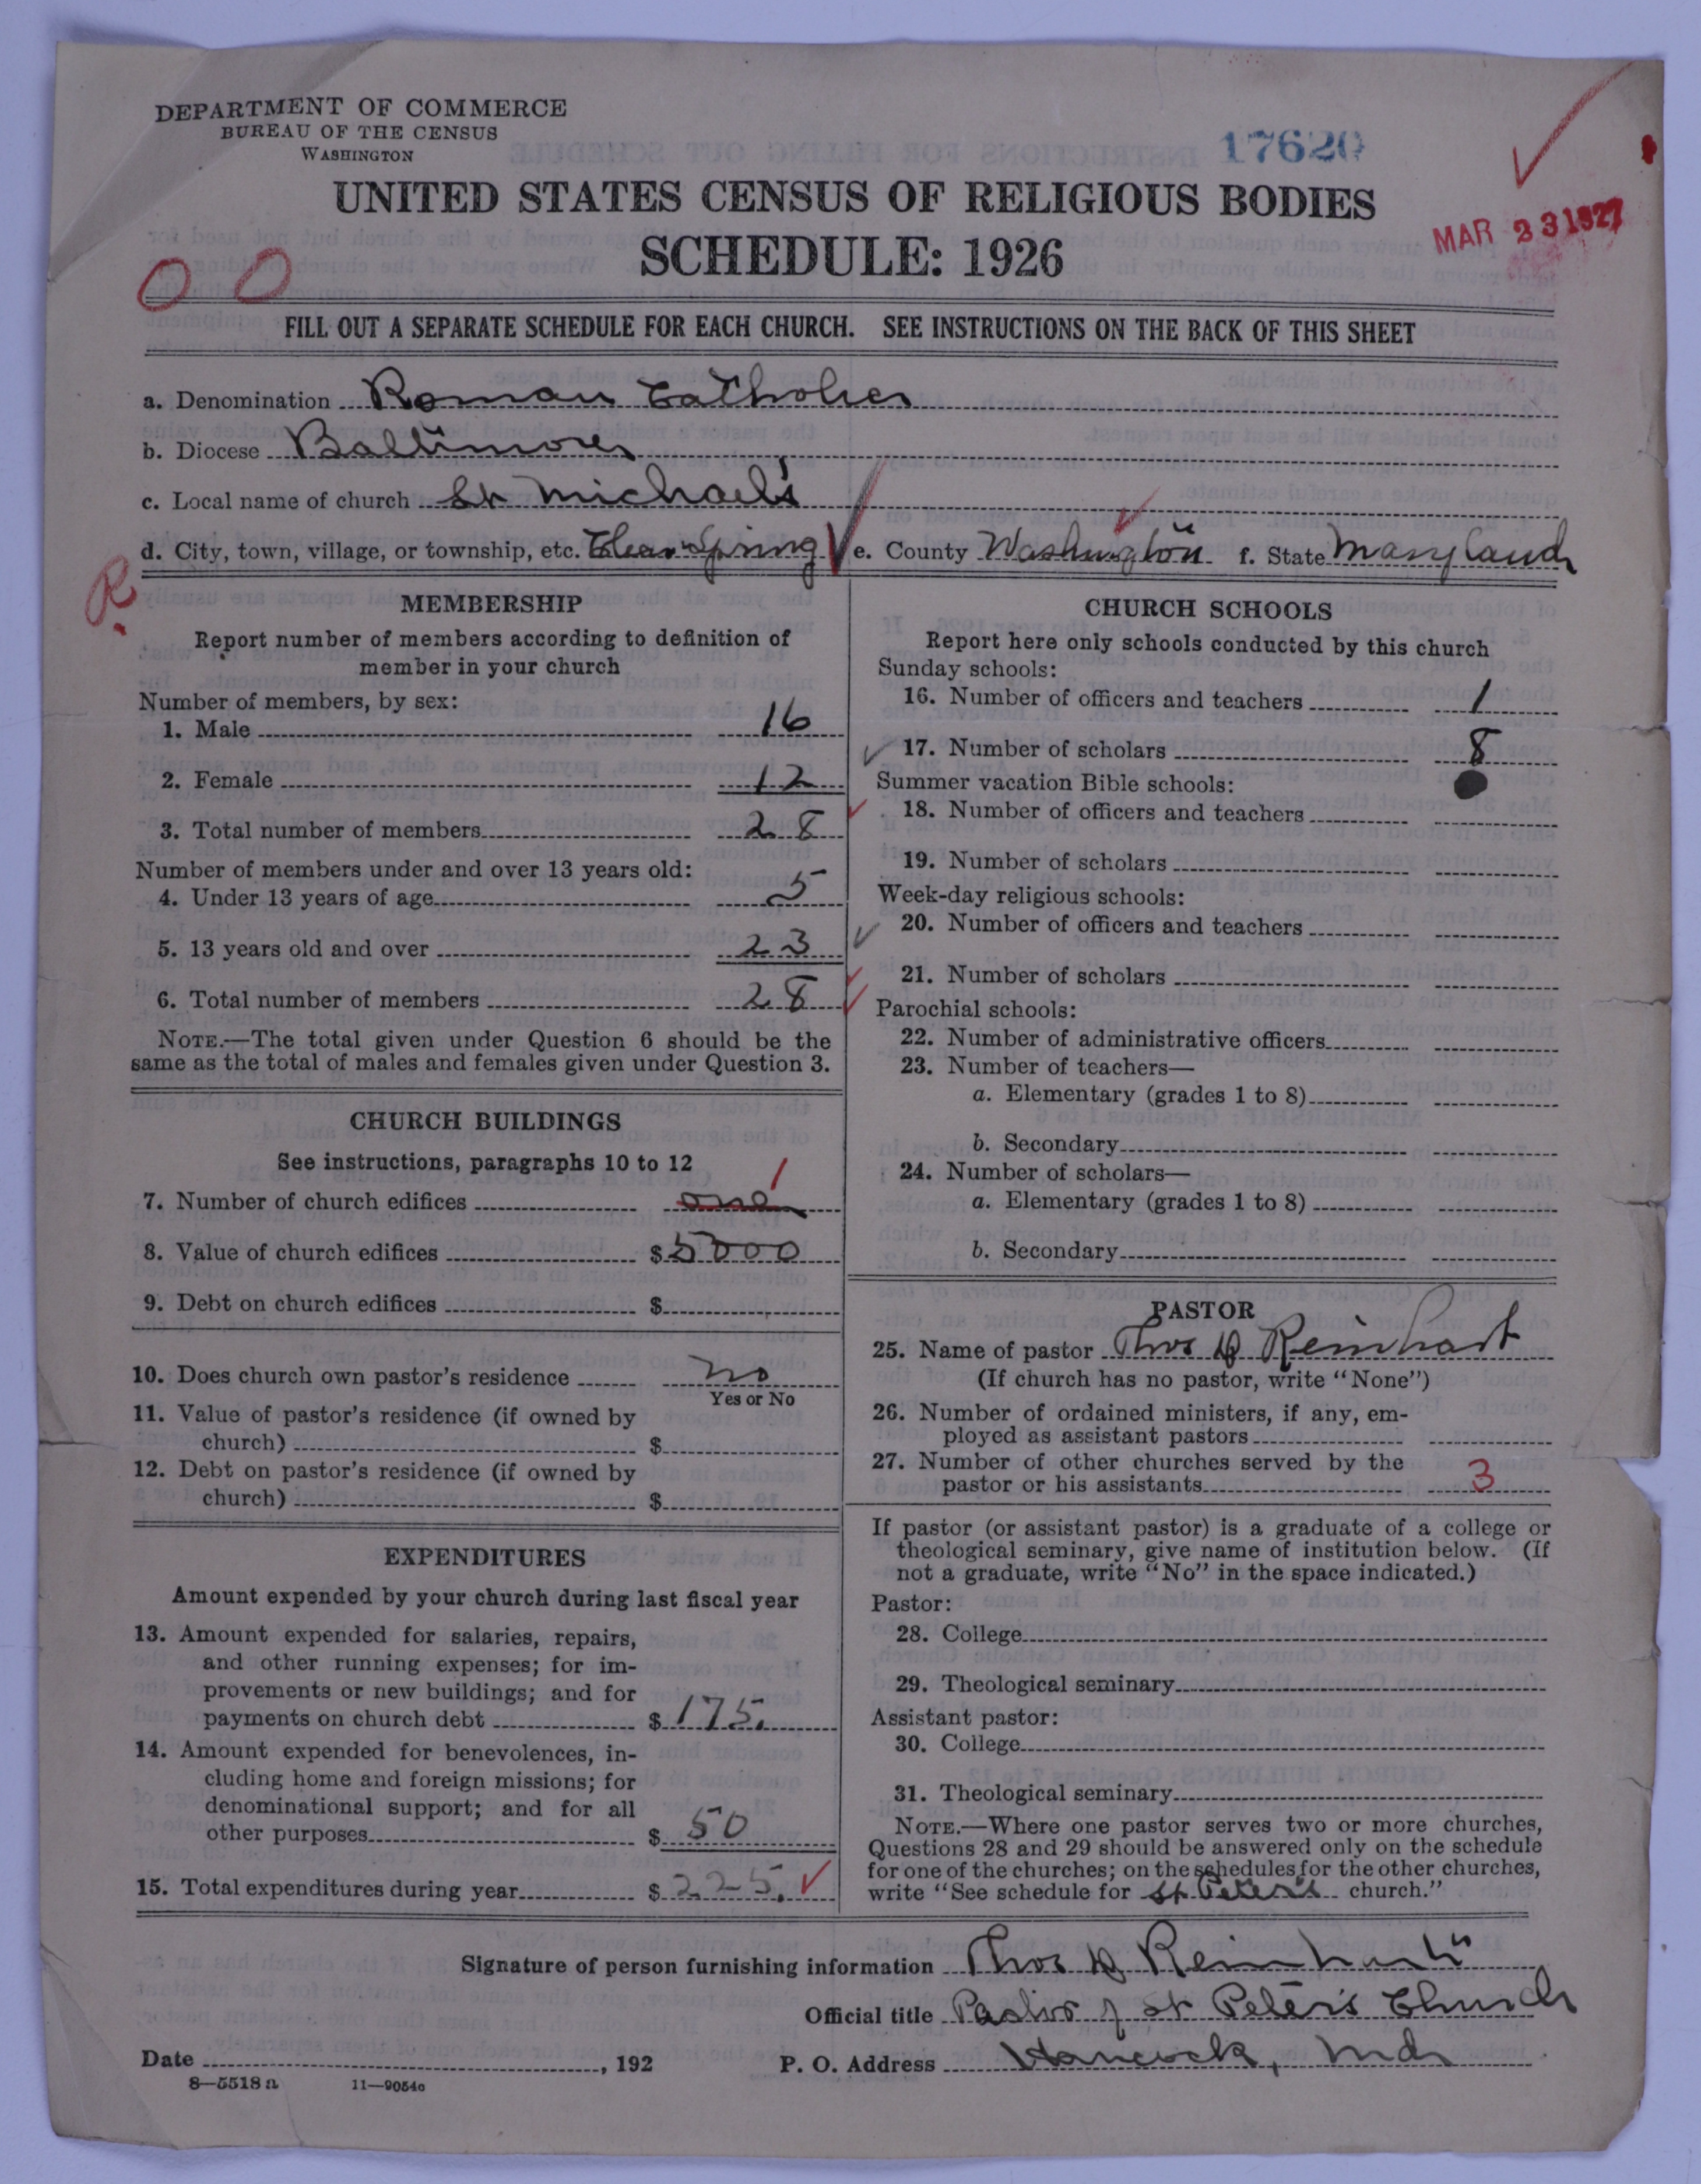 DEPARTMENT OF COMMERCE
BUREAU OF THE CENSUS
WASHINGTON
17620
UNITED STATES CENSUS OF RELIGIOUS BODIES
SCHEDULE: 1926
MAR 23 1927
0 0
FILL OUT A SEPARATE SCHEDULE FOR EACH CHURCH. SEE INSTRUCTIONS ON THE BACK OF THIS SHEET
a. Denomination Roman Catholic
b. Diocese Baltimore
c. Local name of church St Michael's
d. City, town, village, or township, etc. Clear Spring e. County Washington f. State Maryland
R.
MEMBERSHIP
Report number of members according to definition of
member in your church
Number of members, by sex:
1. Male 16
2. Female 12
3. Total number of members 28
Number of members under and over 13 years old:
4. Under 13 years of age 5
5. 13 years old and over 23
6. Total number of members 28
NOTE.—The total given under Question 6 should be the
same as the total of males and females given under Question 3.
CHURCH BUILDINGS
See instructions, paragraphs 10 to 12
7. Number of church edifices one 1
8. Value of church edifices $ 5000
9. Debt on church edifices $
10. Does church own pastor's residence no
Yes or No
11. Value of pastor's residence (if owned by
church) $
12. Debt on pastor's residence (if owned by
church) $
EXPENDITURES
Amount expended by your church during last fiscal year
13. Amount expended for salaries, repairs,
and other running expenses; for im-
provements or new buildings; and for
payments on church debt $ 175.
14. Amount expended for benevolences, in-
cluding home and foreign missions; for
denominational support; and for all
other purposes $ 50
15. Total expenditures during year $ 225.
CHURCH SCHOOLS
Report here only schools conducted by this church
Sunday schools:
16. Number of officers and teachers 1
17. Number of scholars 8
Summer vacation Bible schools:
18. Number of officers and teachers
19. Number of scholars
Week-day religious schools:
20. Number of officers and teachers
21. Number of scholars
Parochial schools:
22. Number of administrative officers
23. Number of teachers—
a. Elementary (grades 1 to 8)
b. Secondary
24. Number of scholars—
a. Elementary (grades 1 to 8)
b. Secondary
PASTOR
25. Name of pastor Thos Reinhart
(If church has no pastor, write "None")
26. Number of ordained ministers, if any, em-
ployed as assistant pastors
27. Number of other churches served by the
pastor or his assistants 3
If pastor (or assistant pastor) is a graduate of a college or
theological seminary, give name of institution below. (If
not a graduate, write "No" in the space indicated.)
Pastor:
28. College
29. Theological seminary
Assistant pastor:
30. College
31. Theological seminary
NOTE.—Where one pastor serves two or more churches,
Questions 28 and 29 should be answered only on the schedule
for one of the churches; on the schedules for the other churches,
write "See schedule for St Peter's church."
Signature of person furnishing information Thos Reinhart
Official title Pastor of St Peter's Church
Date , 192 P. O. Address Hancock, Md
8—5518 a 11—9054c